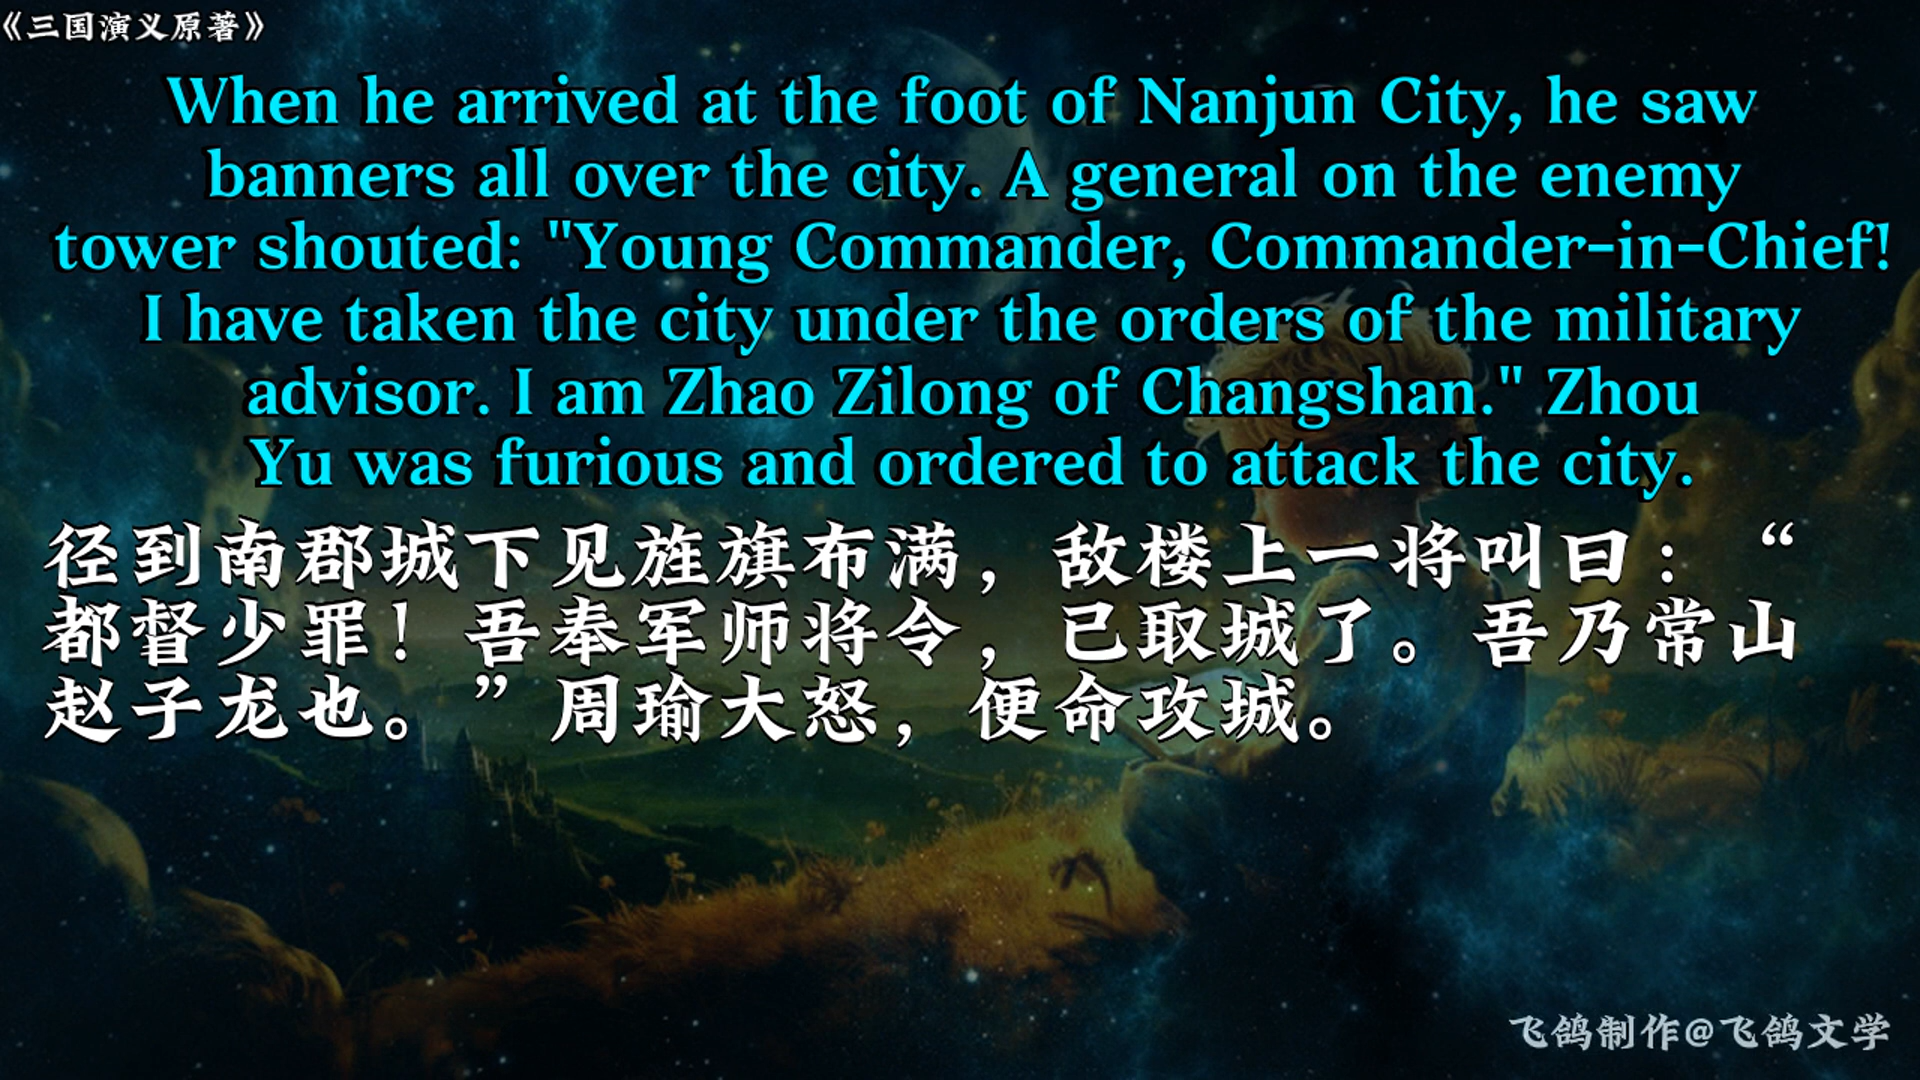 《三国演义原著》
When he arrived at the foot of Nanjun City, he saw
banners all over the city. A general on the enemy
tower shouted: "Young Commander, Commander-in-Chief!
I have taken the city under the orders of the military
advisor. I am Zhao Zilong of Changshan." Zhou
Yu was furious and ordered to attack the city.
径到南郡城下见旌旗布满，敌楼上一将叫曰：“
都督少罪！吾奉军师将令，已取城了。吾乃常山
赵子龙也。”周瑜大怒，便命攻城。
飞鸽制作@飞鸽文学